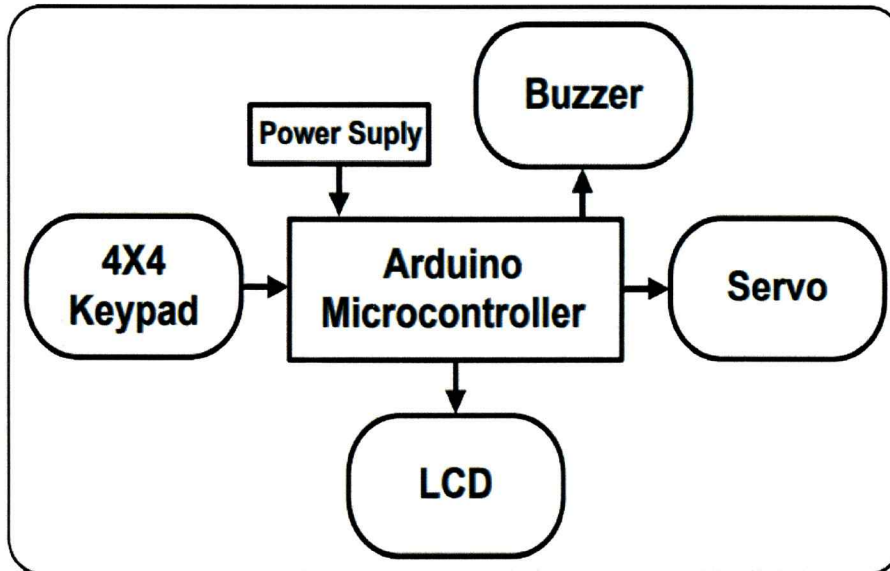 Buzzer
Power Suply
4X4
Keypad
Arduino
Microcontroller
Servo
LCD